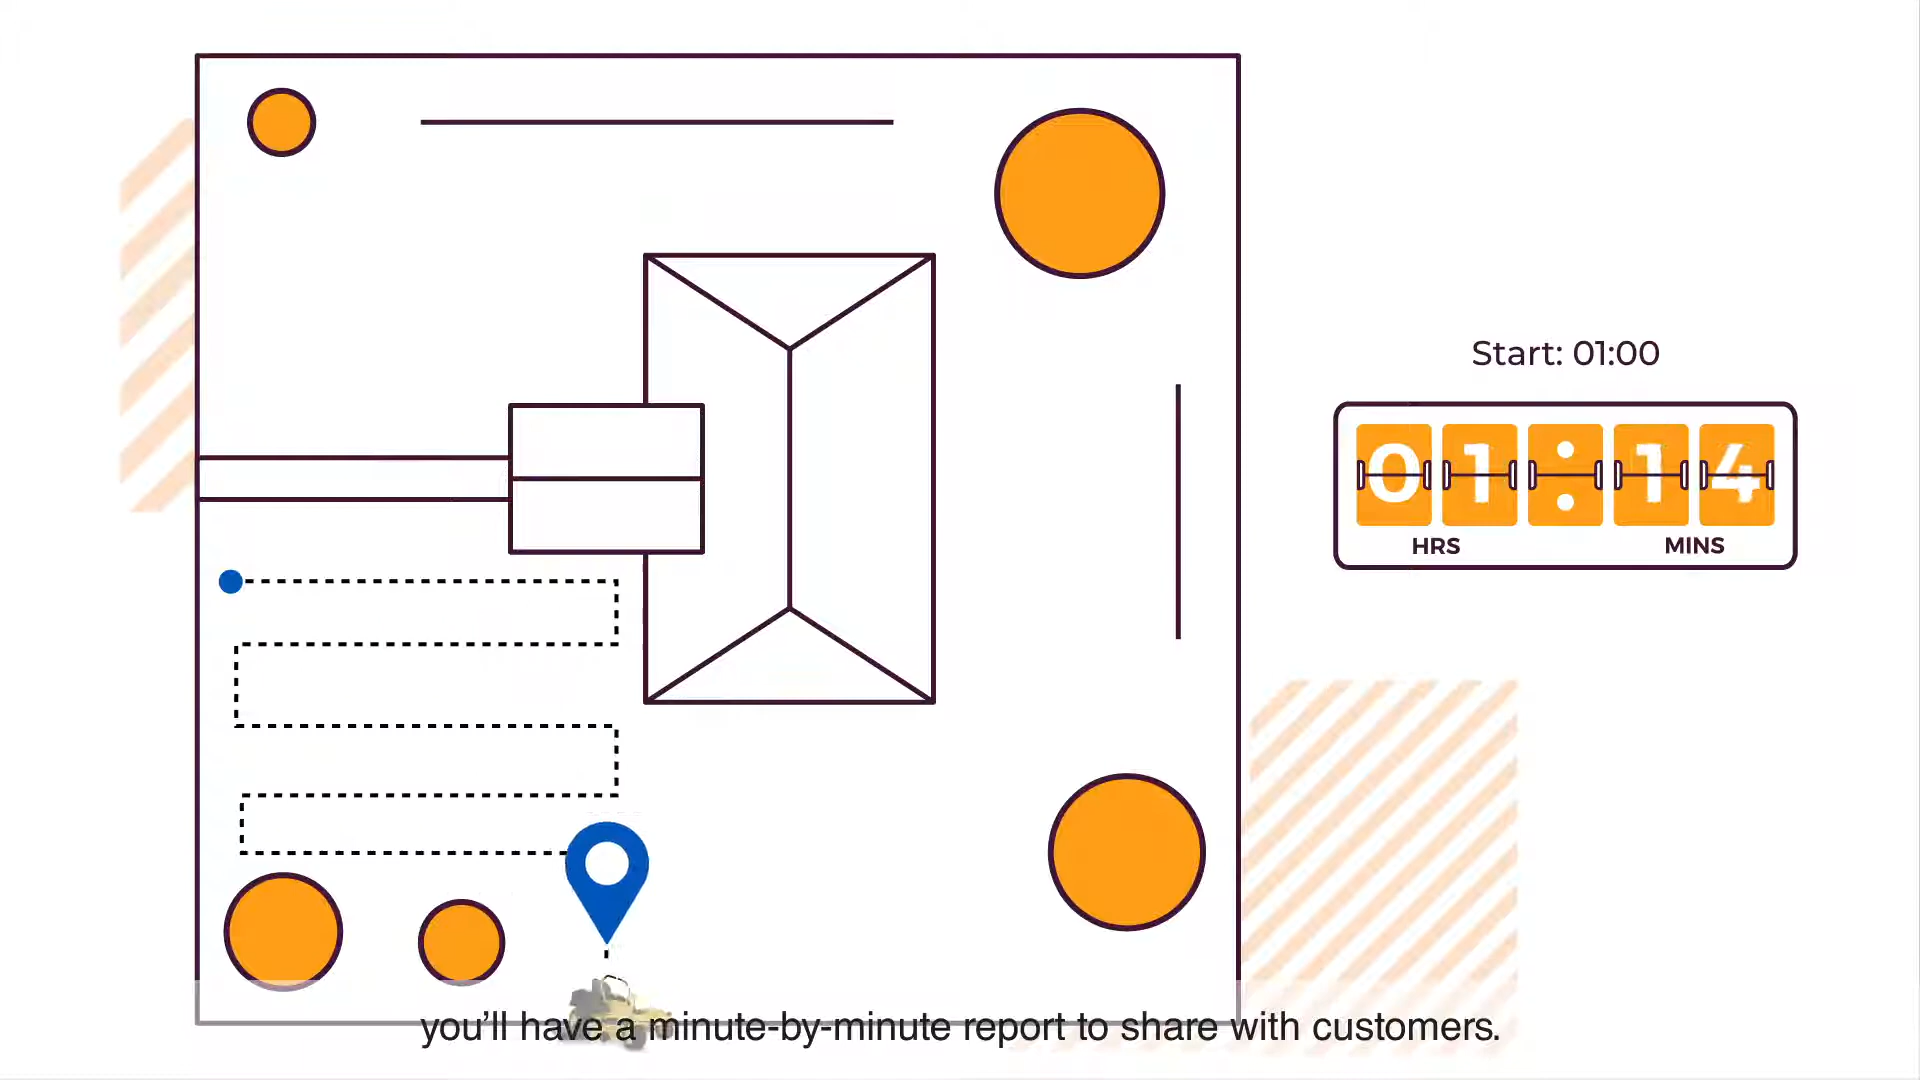 Start: 01:00
01:14
HRS MINS
you'll have a minute-by-minute report to share with customers.